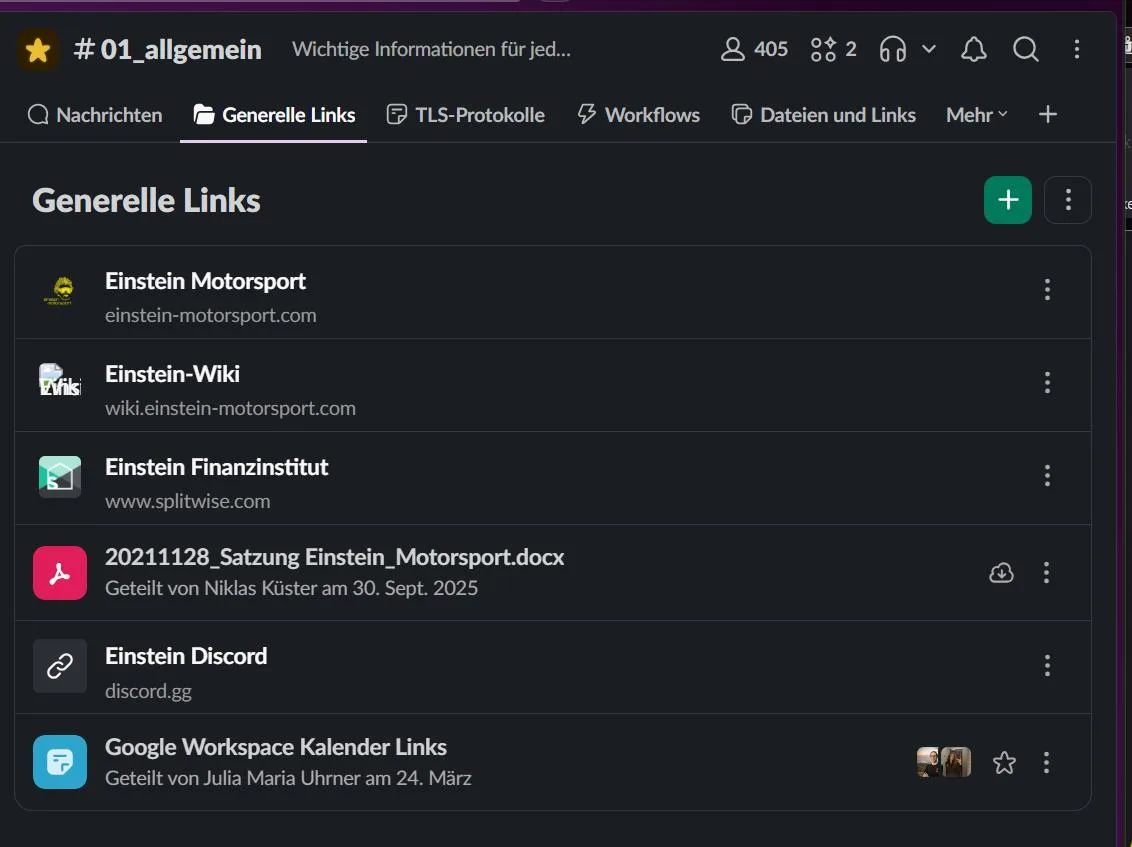 # 01_allgemein Wichtige Informationen für jed... 405 2
Nachrichten Generelle Links TLS-Protokolle Workflows Dateien und Links Mehr
Generelle Links
Einstein Motorsport
einstein-motorsport.com
Einstein-Wiki
wiki.einstein-motorsport.com
Einstein Finanzinstitut
www.splitwise.com
20211128_Satzung Einstein_Motorsport.docx
Geteilt von Niklas Küster am 30. Sept. 2025
Einstein Discord
discord.gg
Google Workspace Kalender Links
Geteilt von Julia Maria Uhrner am 24. März